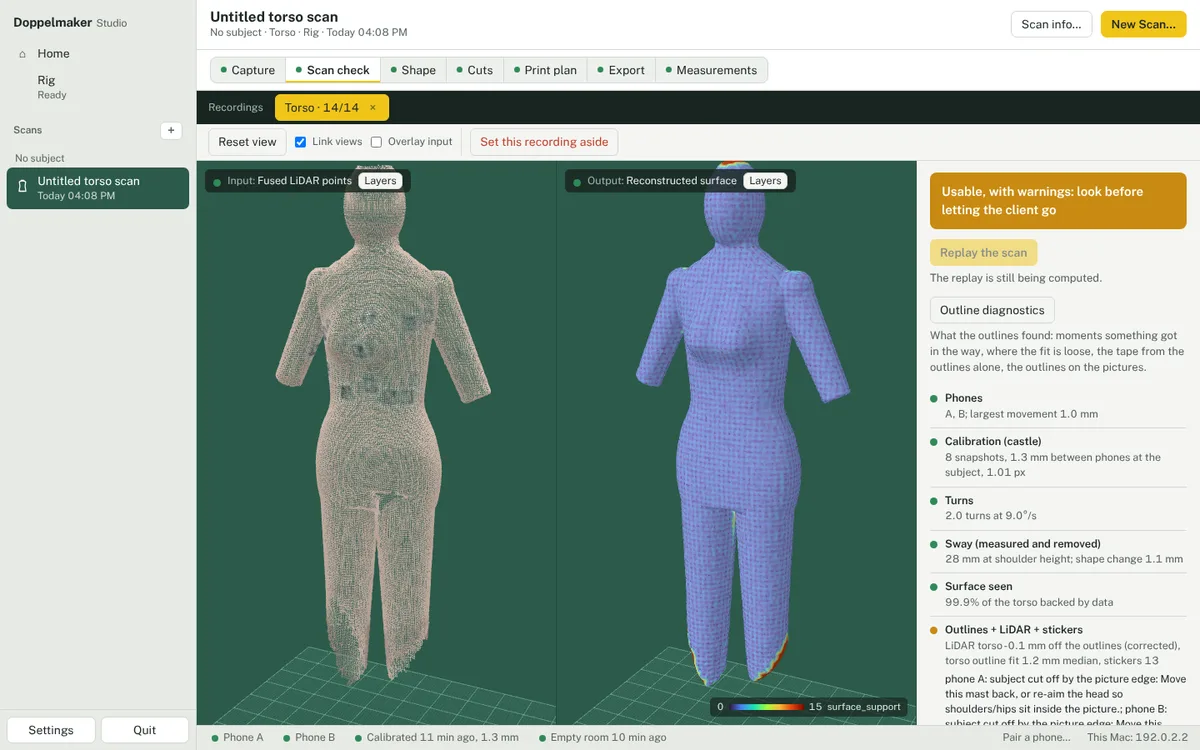 Doppelmaker Studio
Home
Rig
Ready
Scans
+
No subject
Untitled torso scan
Today 04:08 PM
Settings
Quit
Untitled torso scan
No subject · Torso · Rig · Today 04:08 PM
Scan info...
New Scan...
Capture
Scan check
Shape
Cuts
Print plan
Export
Measurements
Recordings
Torso · 14/14 ×
Reset view
Link views
Overlay input
Set this recording aside
Input: Fused LiDAR points
Layers
Output: Reconstructed surface
Layers
0
15 surface_support
Usable, with warnings: look before
letting the client go
Replay the scan
The replay is still being computed.
Outline diagnostics
What the outlines found: moments something got
in the way, where the fit is loose, the tape from the
outlines alone, the outlines on the pictures.
Phones
A, B; largest movement 1.0 mm
Calibration (castle)
8 snapshots, 1.3 mm between phones at the
subject, 1.01 px
Turns
2.0 turns at 9.0°/s
Sway (measured and removed)
28 mm at shoulder height; shape change 1.1 mm
Surface seen
99.9% of the torso backed by data
Outlines + LiDAR + stickers
LiDAR torso -0.1 mm off the outlines (corrected),
torso outline fit 1.2 mm median, stickers 13
phone A: subject cut off by the picture edge: Move
this mast back, or re-aim the head so
shoulders/hips sit inside the picture.; phone B:
subject cut off by the picture edge: Move this
Phone A
Phone B
Calibrated 11 min ago, 1.3 mm
Empty room 10 min ago
Pair a phone...
This Mac: 192.0.2.2